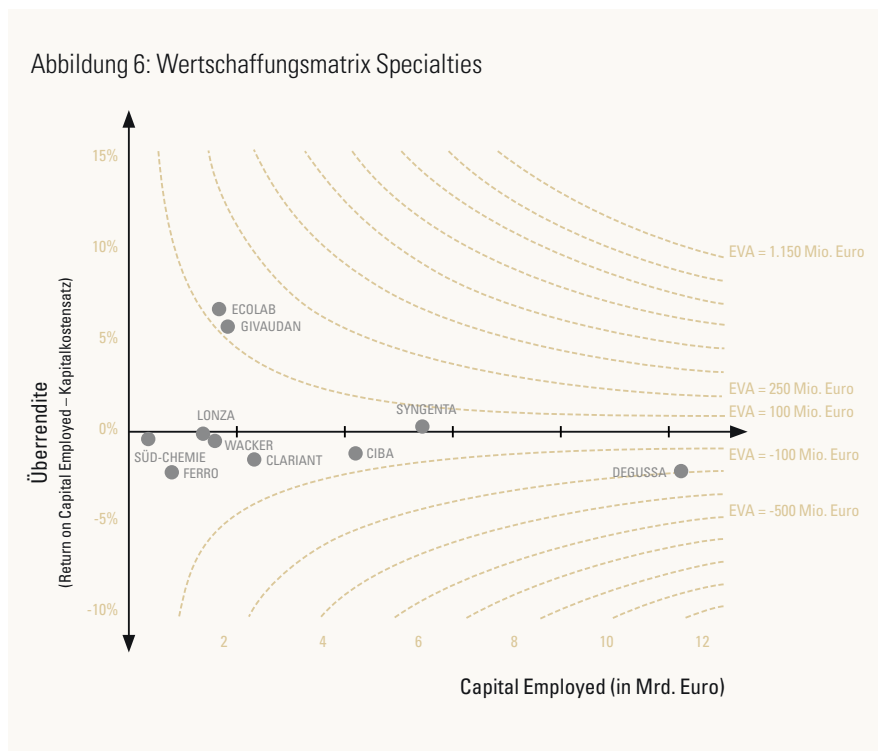 Abbildung 6: Wertschaffungsmatrix Specialties
15%
10%
5%
0%
-5%
-10%
Überrendite
(Return on Capital Employed – Kapitalkostensatz)
ECOLAB
GIVAUDAN
LONZA
WACKER
SÜD-CHEMIE
FERRO
CLARIANT
CIBA
SYNGENTA
DEGUSSA
EVA = 1.150 Mio. Euro
EVA = 250 Mio. Euro
EVA = 100 Mio. Euro
EVA = -100 Mio. Euro
EVA = -500 Mio. Euro
2 4 6 8 10 12
Capital Employed (in Mrd. Euro)